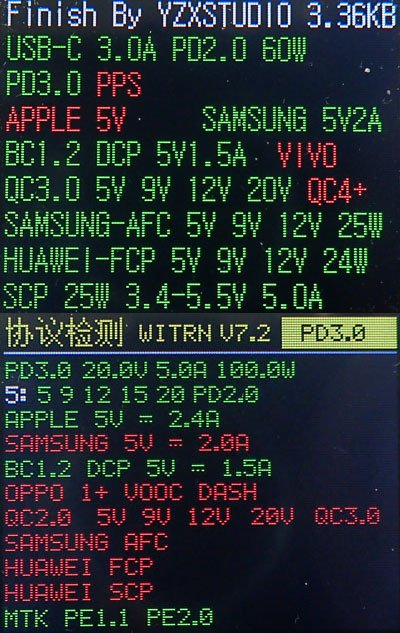 Finish By YZXSTUDIO 3.36KB
USB-C 3.0A PD2.0 60W
PD3.0 PPS
APPLE 5V SAMSUNG 5V2A
BC1.2 DCP 5V1.5A VIVO
QC3.0 5V 9V 12V 20V QC4+
SAMSUNG-AFC 5V 9V 12V 25W
HUAWEI-FCP 5V 9V 12V 24W
SCP 25W 3.4-5.5V 5.0A
协议检测 WITRN V7.2 PD3.0
PD3.0 20.0V 5.0A 100.0W
5: 5 9 12 15 20 PD2.0
APPLE 5V = 2.4A
SAMSUNG 5V = 2.0A
BC1.2 DCP 5V = 1.5A
OPPO 1+ VOOC DASH
QC2.0 5V 9V 12V 20V QC3.0
SAMSUNG AFC
HUAWEI FCP
HUAWEI SCP
MTK PE1.1 PE2.0